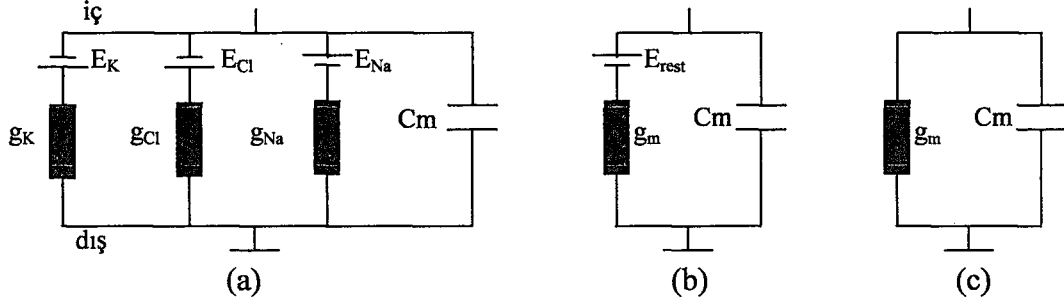 iç
E_K E_Cl E_Na
g_K g_Cl g_Na Cm
dış
(a)
E_rest
g_m Cm
(b)
g_m Cm
(c)